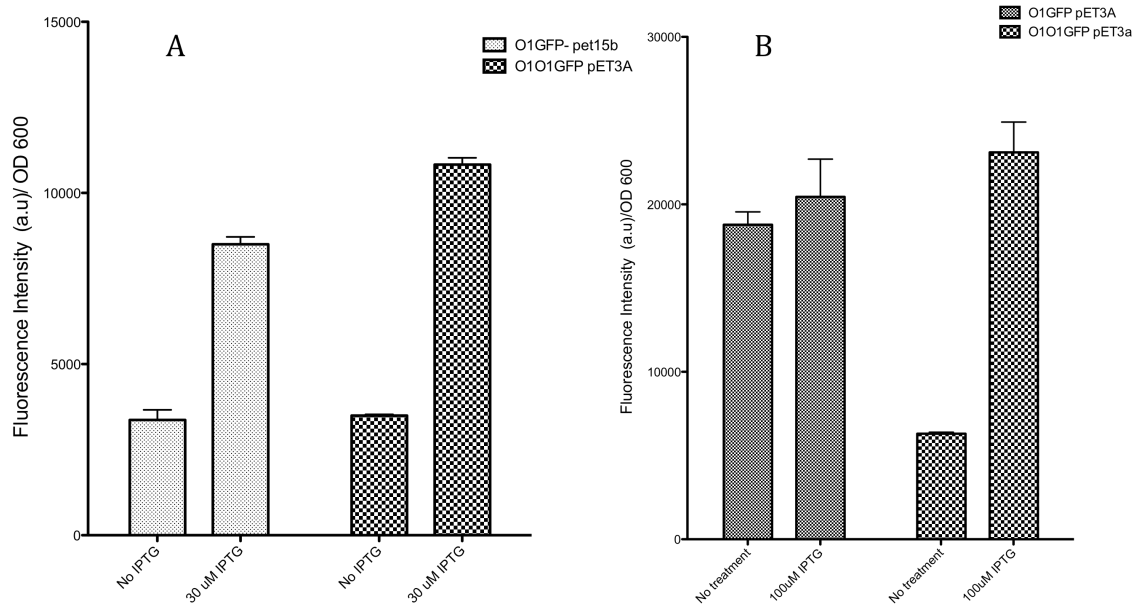 A
O1GFP- pet15b
O1O1GFP pET3A
Fluorescence Intensity (a.u)/ OD 600
15000
10000
5000
0
No IPTG
30 uM IPTG
No IPTG
30 uM IPTG
B
O1GFP pET3A
O1O1GFP pET3a
Fluorescence Intensity (a.u)/OD 600
30000
20000
10000
0
No treatment
100uM IPTG
No treatment
100uM IPTG